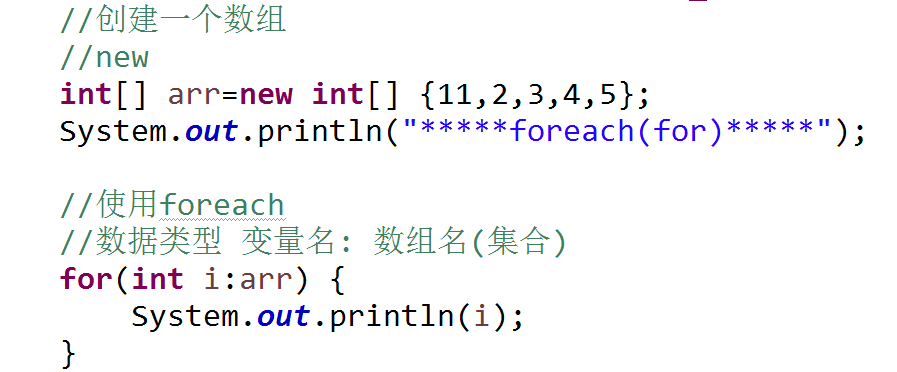 //创建一个数组
//new
int[] arr=new int[] {11,2,3,4,5};
System.out.println("*****foreach(for)*****");
//使用foreach
//数据类型 变量名: 数组名(集合)
for(int i:arr) {
System.out.println(i);
}